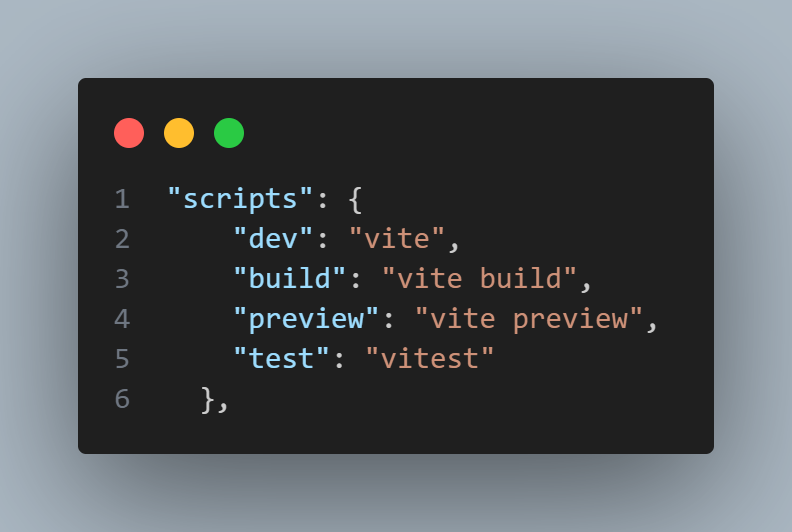 1 "scripts": {
2     "dev": "vite",
3     "build": "vite build",
4     "preview": "vite preview",
5     "test": "vitest"
6   },